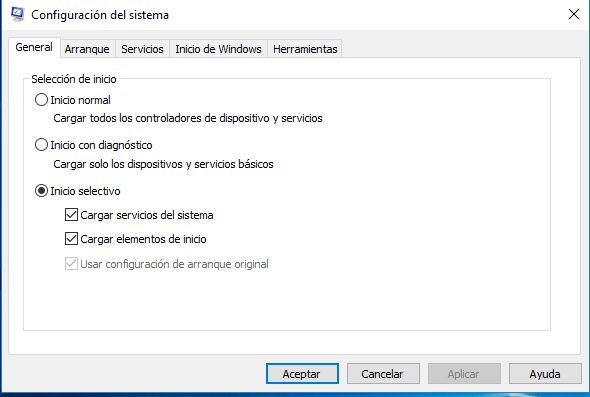 Configuración del sistema
General Arranque Servicios Inicio de Windows Herramientas
Selección de inicio
Inicio normal
Cargar todos los controladores de dispositivo y servicios
Inicio con diagnóstico
Cargar solo los dispositivos y servicios básicos
Inicio selectivo
Cargar servicios del sistema
Cargar elementos de inicio
Usar configuración de arranque original
Aceptar Cancelar Aplicar Ayuda